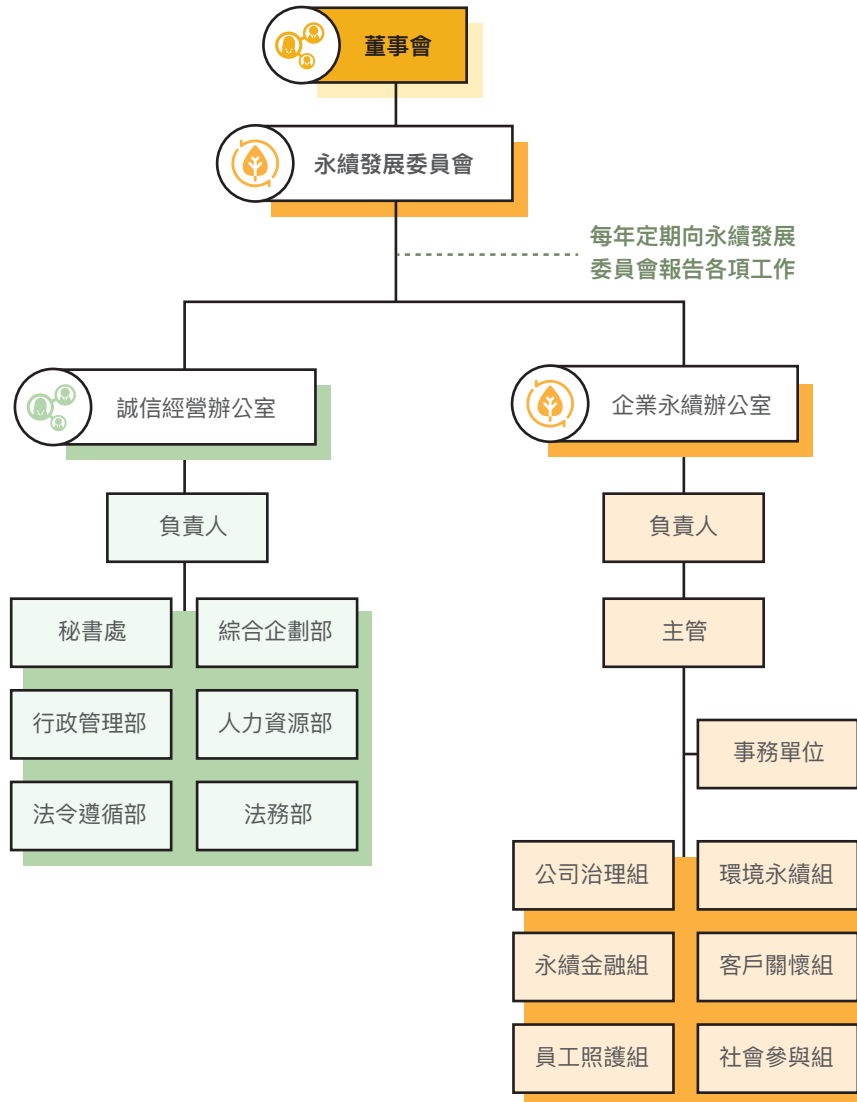 董事會
永續發展委員會
每年定期向永續發展
委員會報告各項工作
誠信經營辦公室
企業永續辦公室
負責人
負責人
秘書處
綜合企劃部
主管
行政管理部
人力資源部
事務單位
法令遵循部
法務部
公司治理組
環境永續組
永續金融組
客戶關懷組
員工照護組
社會參與組